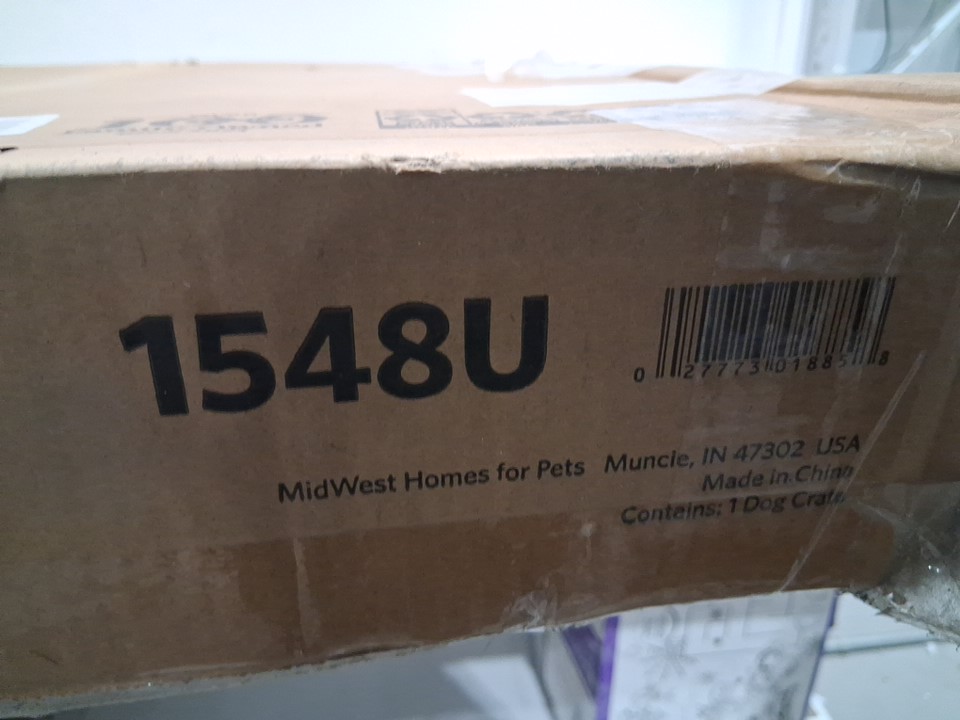 1548U
0 27773 01885 8
MidWest Homes for Pets Muncie, IN 47302 USA
Made in China
Contains: 1 Dog Crate